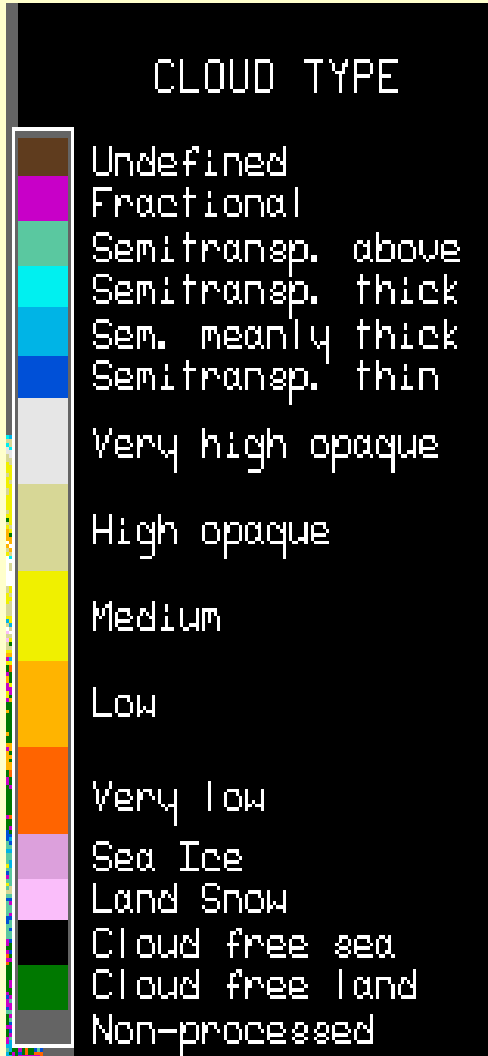 CLOUD TYPE
Undefined
Fractional
Semitransp. above
Semitransp. thick
Sem. meanly thick
Semitransp. thin
Very high opaque
High opaque
Medium
Low
Very low
Sea Ice
Land Snow
Cloud free sea
Cloud free land
Non-processed